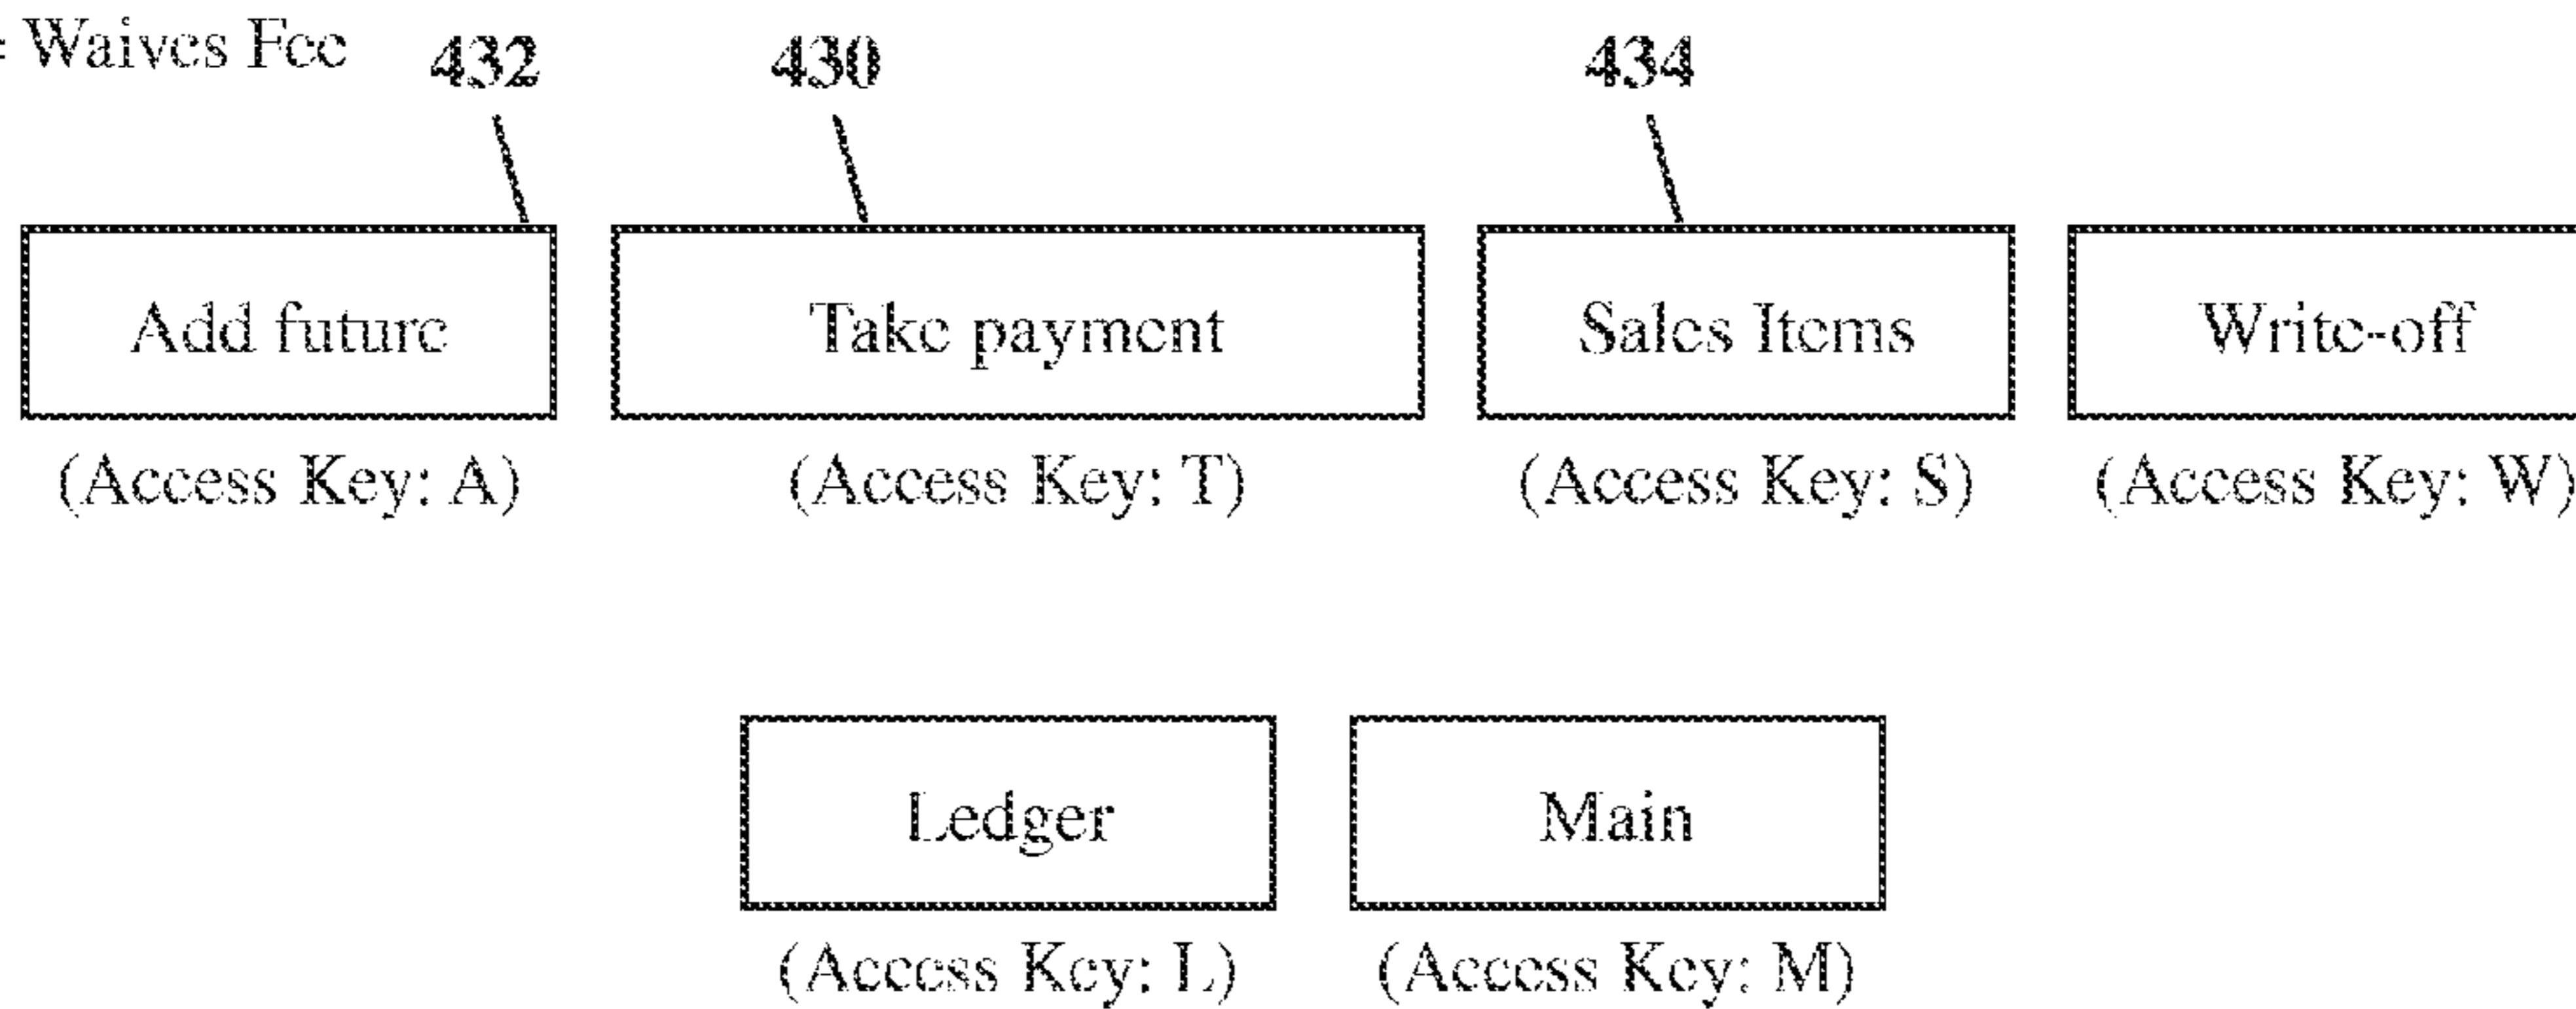 = Waives Fee 432 430 434
Add future Take payment Sales Items Write-off
(Access Key: A) (Access Key: T) (Access Key: S) (Access Key: W)
Ledger Main
(Access Key: L) (Access Key: M)